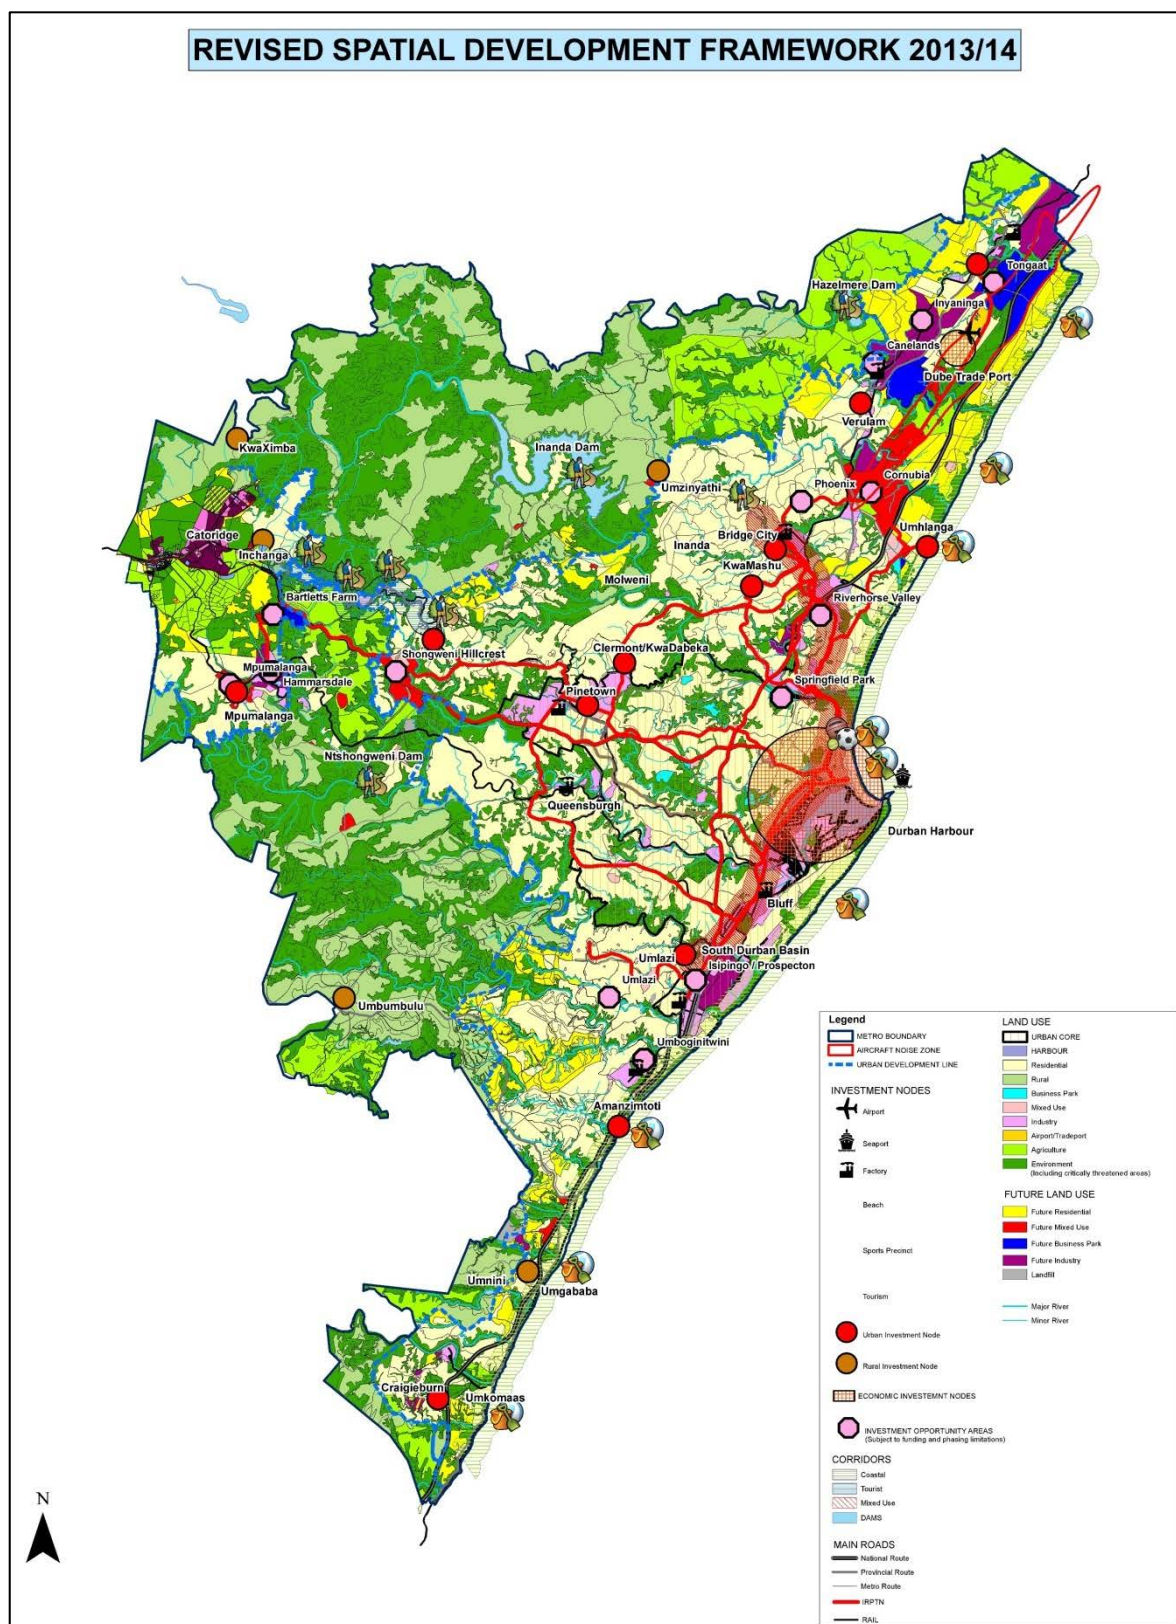 REVISED SPATIAL DEVELOPMENT FRAMEWORK 2013/14
Tongaat
Hazelmere Dam
Inyaninga
Canelands
Dube Trade Port
Verulam
KwaXimba
Inanda Dam
Umzinyathi
Phoenix
Cornubia
Catoridge
Inchanga
Bridge City
Umhlanga
Inanda
KwaMashu
Molweni
Bartletts Farm
Riverhorse Valley
Shongweni Hillcrest
Clermont/KwaDabeka
Mpumalanga
Hammarsdale
Springfield Park
Pinetown
Mpumalanga
Ntshongweni Dam
Queensburgh
Durban Harbour
Bluff
South Durban Basin
Umlazi
Isipingo / Prospecton
Umlazi
Umbumbulu
Umboginitwini
Amanzimtoti
Umnini
Umgababa
Craigieburn
Umkomaas
N
Legend
METRO BOUNDARY
AIRCRAFT NOISE ZONE
URBAN DEVELOPMENT LINE
INVESTMENT NODES
Airport
Seaport
Factory
Beach
Sports Precinct
Tourism
Urban Investment Node
Rural Investment Node
ECONOMIC INVESTEMNT NODES
INVESTMENT OPPORTUNITY AREAS
(Subject to funding and phasing limitations)
CORRIDORS
Coastal
Tourist
Mixed Use
DAMS
MAIN ROADS
National Route
Provincial Route
Metro Route
IRPTN
RAIL
LAND USE
URBAN CORE
HARBOUR
Residential
Rural
Business Park
Mixed Use
Industry
Airport/Tradeport
Agriculture
Environment
(Including critically threatened areas)
FUTURE LAND USE
Future Residential
Future Mixed Use
Future Business Park
Future Industry
Landfill
Major River
Minor River